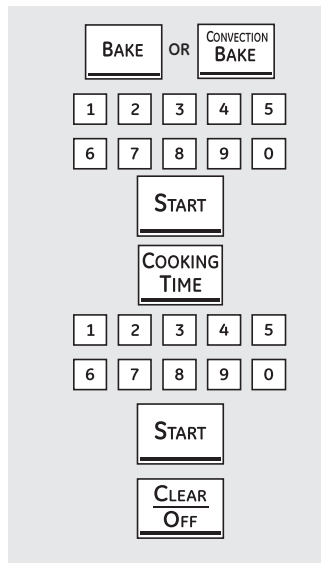 BAKE OR CONVECTION BAKE
1 2 3 4 5
6 7 8 9 0
START
COOKING
TIME
1 2 3 4 5
6 7 8 9 0
START
CLEAR
OFF